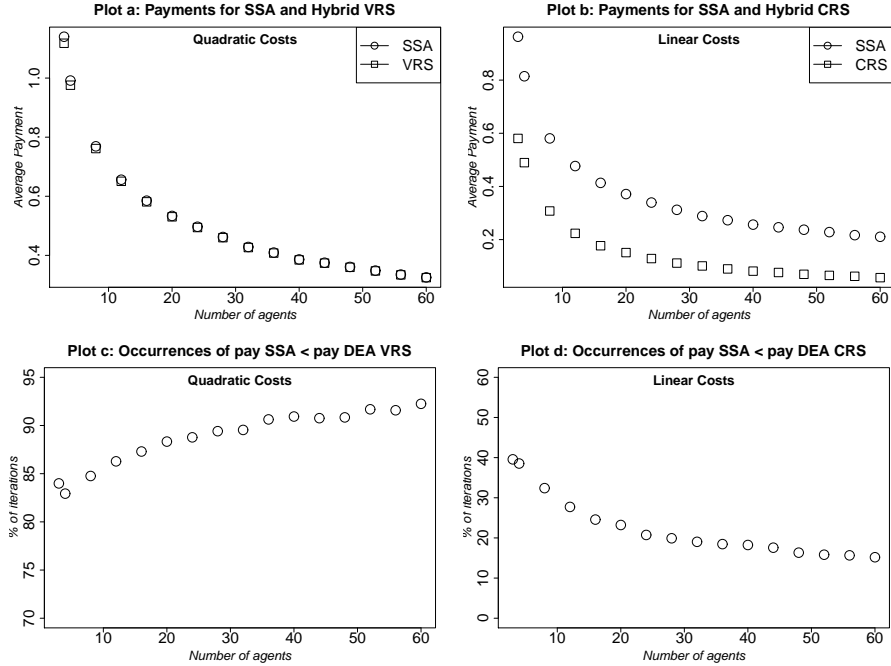 Plot a: Payments for SSA and Hybrid VRS
Quadratic Costs
SSA
VRS
Average Payment
0.4 0.6 0.8 1.0
10 20 30 40 50 60
Number of agents
Plot b: Payments for SSA and Hybrid CRS
Linear Costs
SSA
CRS
Average Payment
0.2 0.4 0.6 0.8
10 20 30 40 50 60
Number of agents
Plot c: Occurrences of pay SSA < pay DEA VRS
Quadratic Costs
% of iterations
70 75 80 85 90 95
10 20 30 40 50 60
Number of agents
Plot d: Occurrences of pay SSA < pay DEA CRS
Linear Costs
% of iterations
0 10 20 30 40 50 60
10 20 30 40 50 60
Number of agents